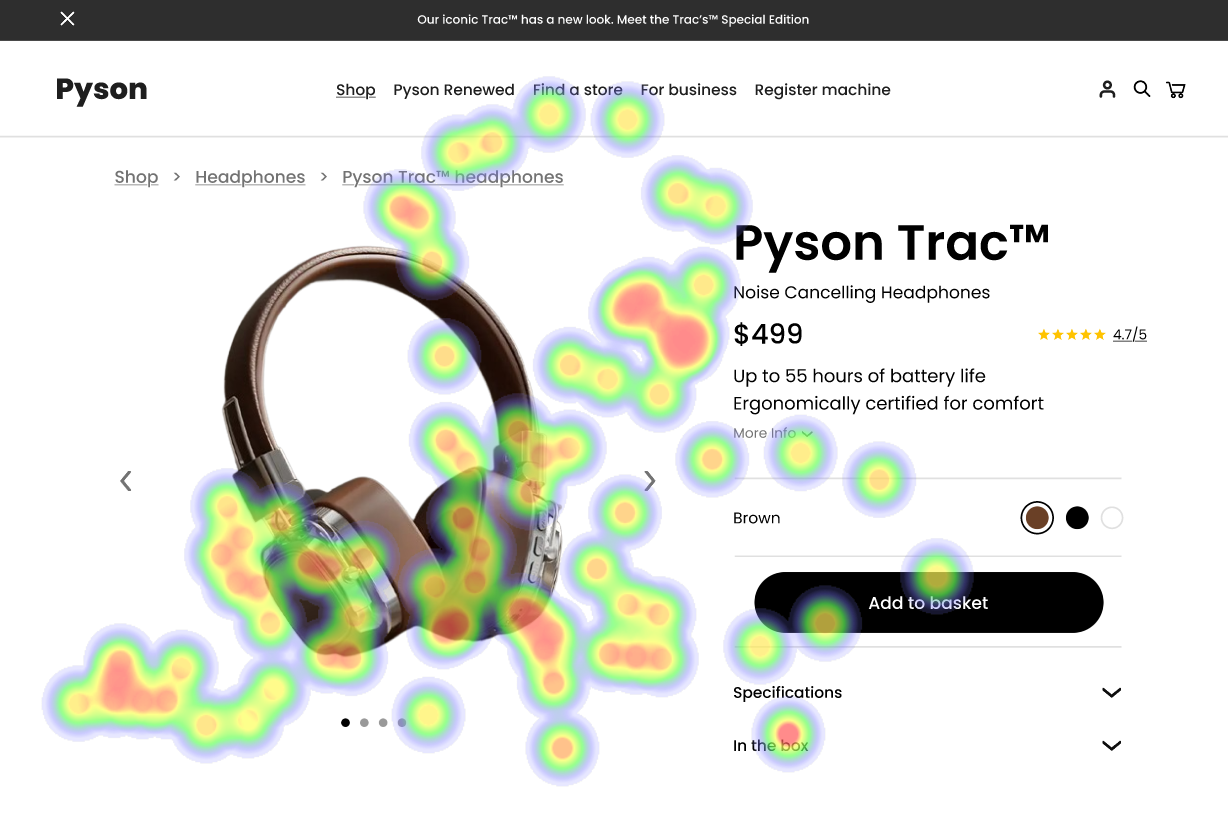 Our iconic Trac™ has a new look. Meet the Trac's™ Special Edition
Pyson
Shop Pyson Renewed Find a store For business Register machine
Shop > Headphones > Pyson Trac™ headphones
Pyson Trac™
Noise Cancelling Headphones
$499
4.7/5
Up to 55 hours of battery life
Ergonomically certified for comfort
More Info
Brown
Add to basket
Specifications
In the box